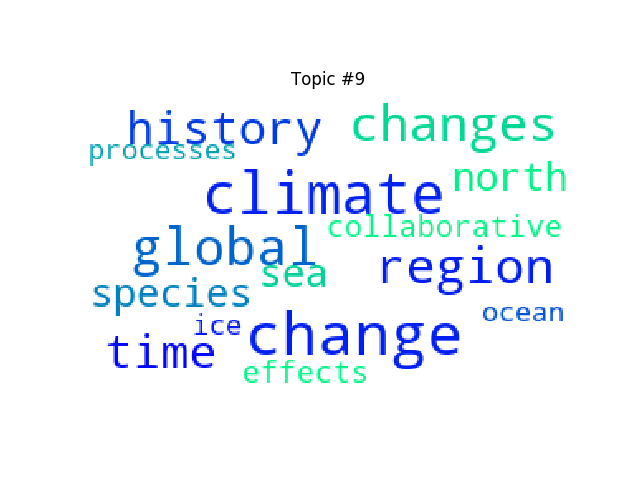 Topic #9
history changes
processes
climate north
collaborative
global region
sea
species
ocean
ice
time change
effects